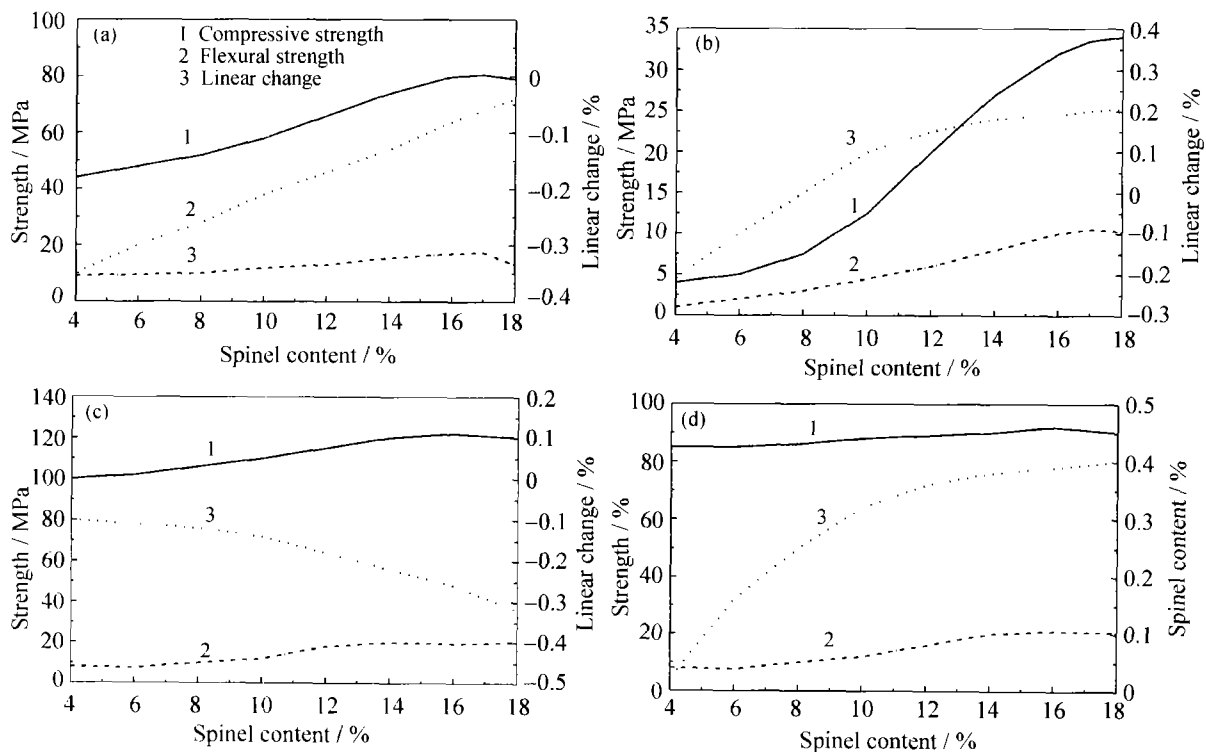 (a)
1 Compressive strength
2 Flexural strength
3 Linear change
100
80
60
40
20
0
Strength / MPa
1
2
3
0
−0.1
−0.2
−0.3
−0.4
Linear change / %
4 6 8 10 12 14 16 18
Spinel content / %
(b)
35
30
25
20
15
10
5
0
Strength / MPa
3
1
2
0.4
0.3
0.2
0.1
0
−0.1
−0.2
−0.3
Linear change / %
4 6 8 10 12 14 16 18
Spinel content / %
(c)
140
120
100
80
60
40
20
0
Strength / MPa
1
3
2
0.2
0.1
0
−0.1
−0.2
−0.3
−0.4
−0.5
Linear change / %
4 6 8 10 12 14 16 18
Spinel content / %
(d)
100
80
60
40
20
0
Strength / %
1
3
2
0.5
0.4
0.3
0.2
0.1
0
Spinel content / %
4 6 8 10 12 14 16 18
Spinel content / %